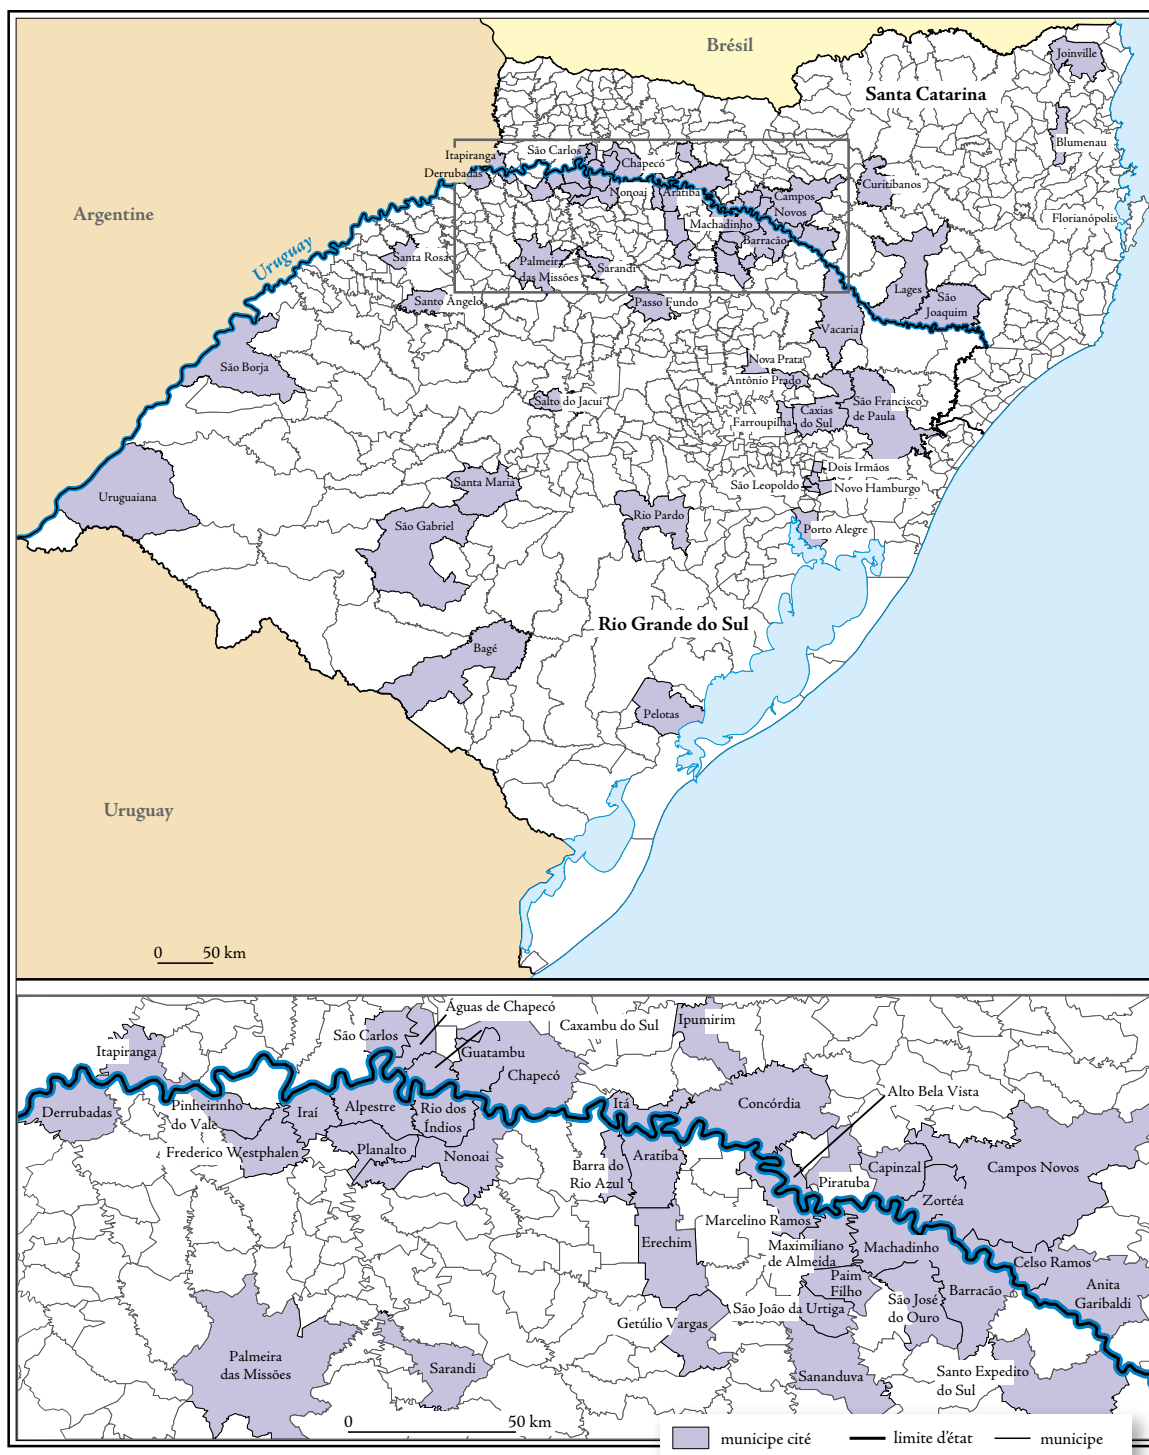 Brésil
Joinville
Santa Catarina
Blumenau
São Carlos
Itapiranga
Chapecó
Derrubadas
Nonoai
Aratiba
Campos
Novos
Curitibanos
Argentine
Florianópolis
Machadinho
Barracão
Uruguay
Santa Rosa
Palmeira
das Missões
Sarandi
Santo Ângelo
Passo Fundo
Lages
São
Joaquim
Vacaria
São Borja
Nova Prata
Antônio Prado
Salto do Jacuí
São Francisco
de Paula
Caxias
do Sul
Farroupilha
Dois Irmãos
São Leopoldo
Novo Hamburgo
Uruguaiana
Santa Maria
São Gabriel
Rio Pardo
Porto Alegre
Rio Grande do Sul
Bagé
Pelotas
Uruguay
0 50 km
Águas de Chapecó
Caxambu do Sul
Ipumirim
São Carlos
Itapiranga
Guatambu
Chapecó
Alto Bela Vista
Derrubadas
Pinheirinho
do Vale
Iraí
Alpestre
Rio dos
Índios
Itá
Concórdia
Frederico Westphalen
Planalto
Nonoai
Barra do
Rio Azul
Aratiba
Piratuba
Capinzal
Campos Novos
Zortéa
Marcelino Ramos
Erechim
Maximiliano
de Almeida
Machadinho
Celso Ramos
Paim
Filho
Barracão
Anita
Garibaldi
São João da Urtiga
São José
do Ouro
Getúlio Vargas
Palmeira
das Missões
Sarandi
Sananduva
Santo Expedito
do Sul
0 50 km
municipe cité limite d'état municipe